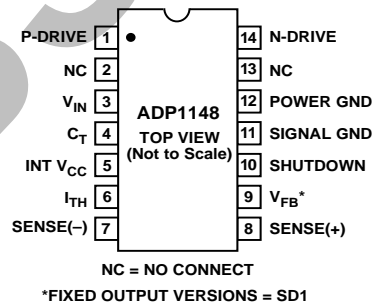 P-DRIVE 1 14 N-DRIVE
NC 2 13 NC
VIN 3 12 POWER GND
CT 4 11 SIGNAL GND
INT VCC 5 10 SHUTDOWN
ITH 6 9 VFB*
SENSE(–) 7 8 SENSE(+)
ADP1148
TOP VIEW
(Not to Scale)
NC = NO CONNECT
*FIXED OUTPUT VERSIONS = SD1